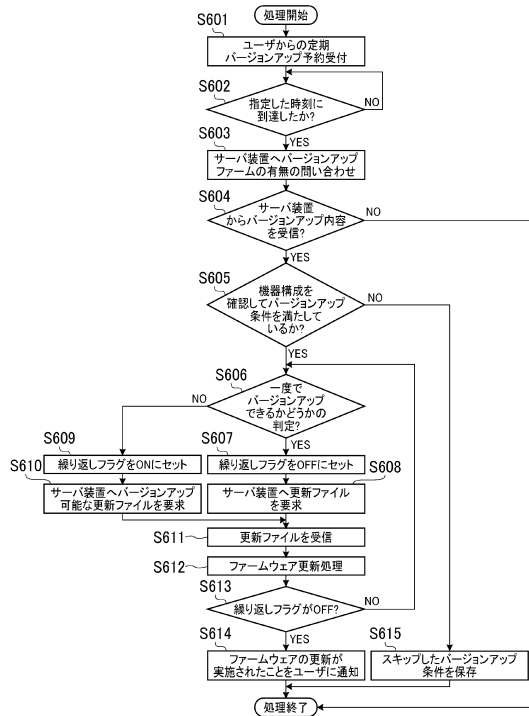 処理開始
S601
ユーザからの定期
バージョンアップ予約受付
S602
指定した時刻に
到達したか?
NO
YES
S603
サーバ装置へバージョンアップ
ファームの有無の問い合わせ
S604
サーバ装置
からバージョンアップ内容
を受信?
NO
YES
S605
機器構成を
確認してバージョンアップ
条件を満たして
いるか?
NO
YES
S606
一度で
バージョンアップ
できるかどうかの
判定?
NO
YES
S609
繰り返しフラグをONにセット
S607
繰り返しフラグをOFFにセット
S610
サーバ装置へバージョンアップ
可能な更新ファイルを要求
S608
サーバ装置へ更新ファイル
を要求
S611
更新ファイルを受信
S612
ファームウェア更新処理
S613
繰り返しフラグがOFF?
NO
YES
S614
ファームウェアの更新が
実施されたことをユーザに通知
S615
スキップしたバージョンアップ
条件を保存
処理終了